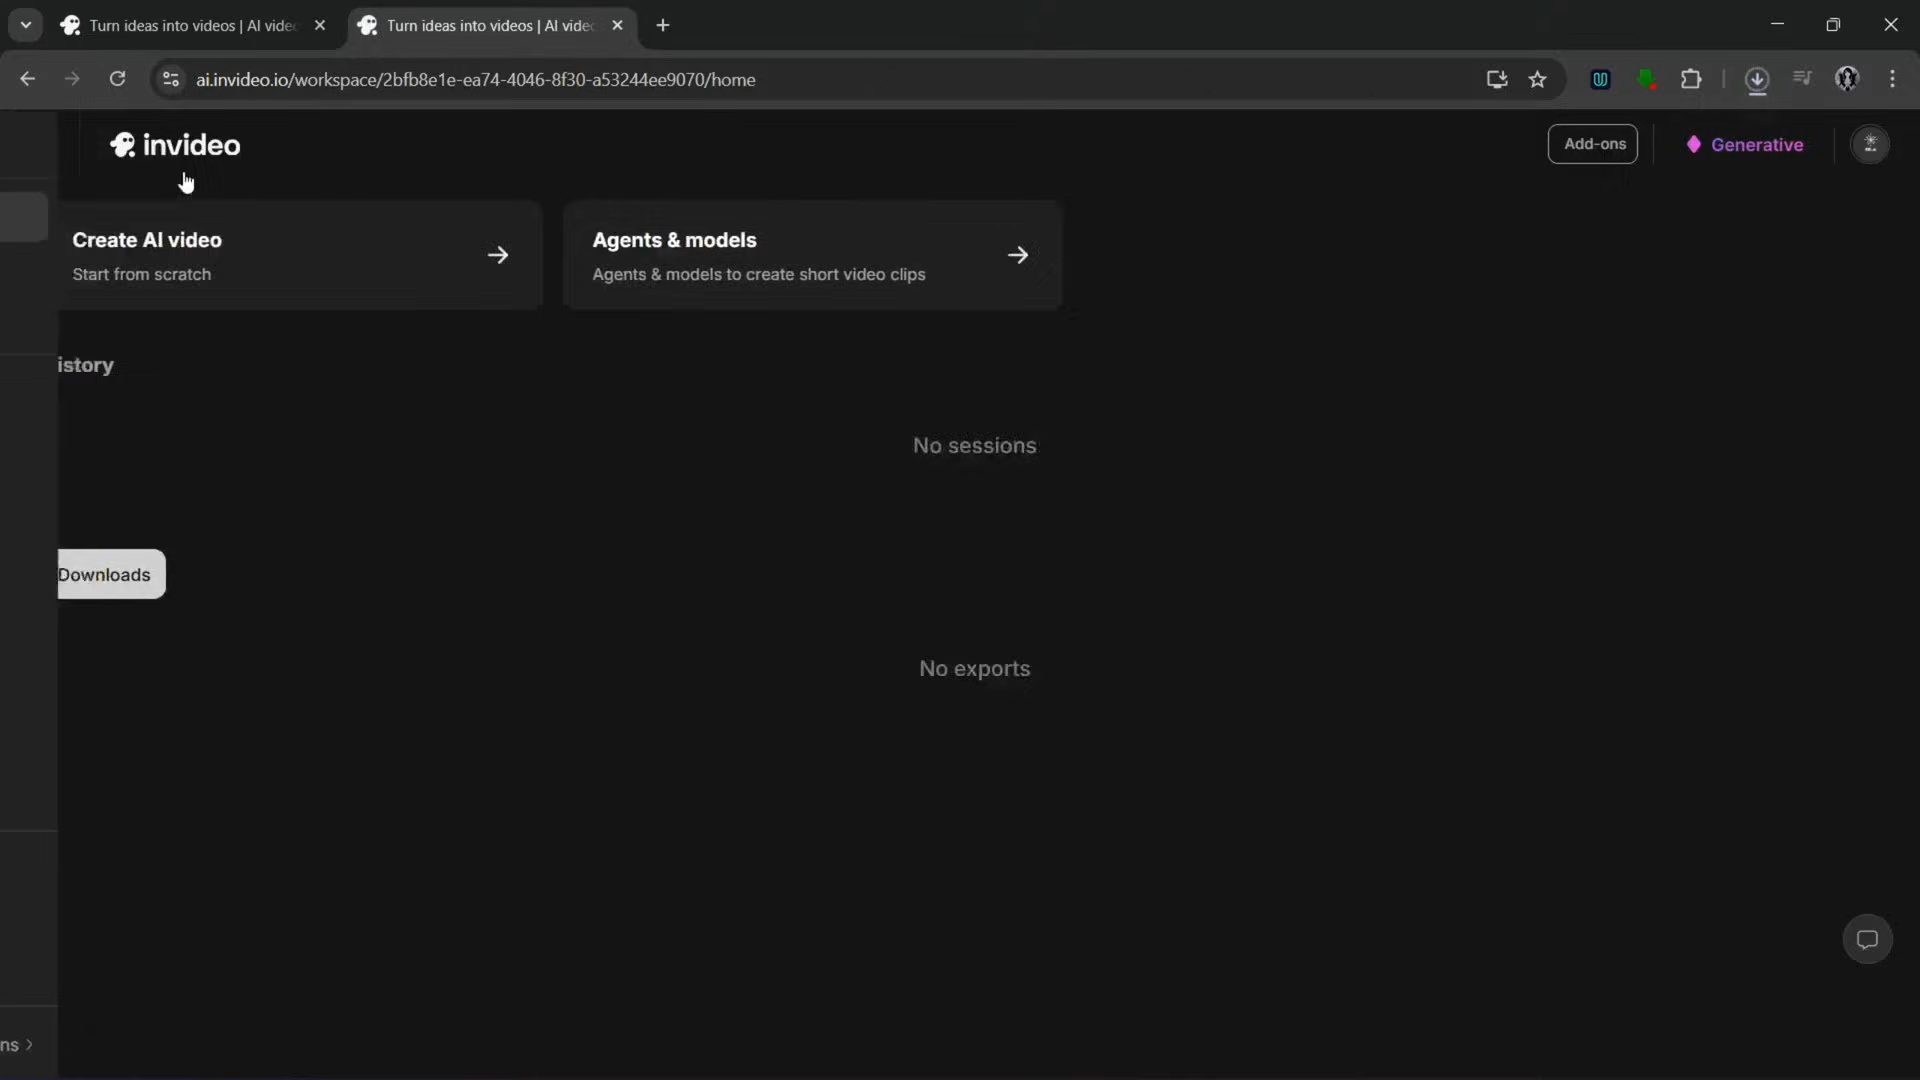 Turn ideas into videos | AI vide
Turn ideas into videos | AI vide
ai.invideo.io/workspace/2bfb8e1e-ea74-4046-8f30-a53244ee9070/home
invideo
Add-ons
Generative
Create AI video
Start from scratch
Agents & models
Agents & models to create short video clips
istory
No sessions
Downloads
No exports
ns >